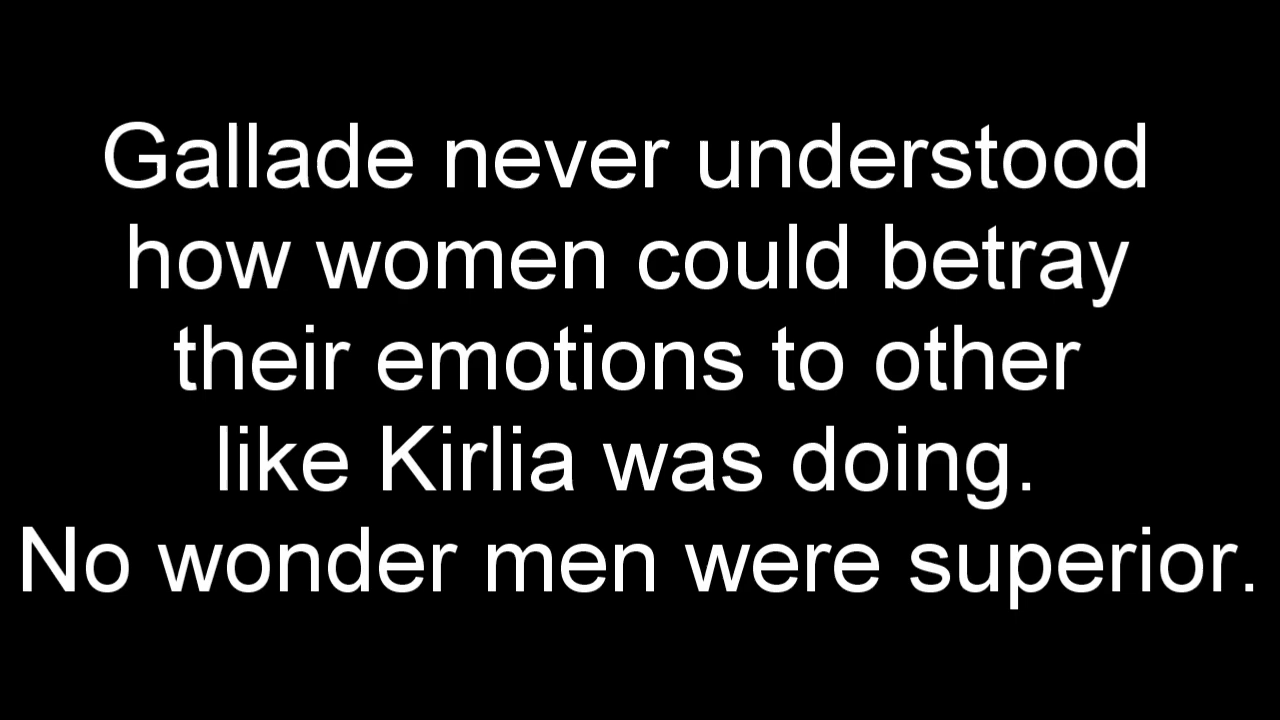 Gallade never understood
how women could betray
their emotions to other
like Kirlia was doing.
No wonder men were superior.